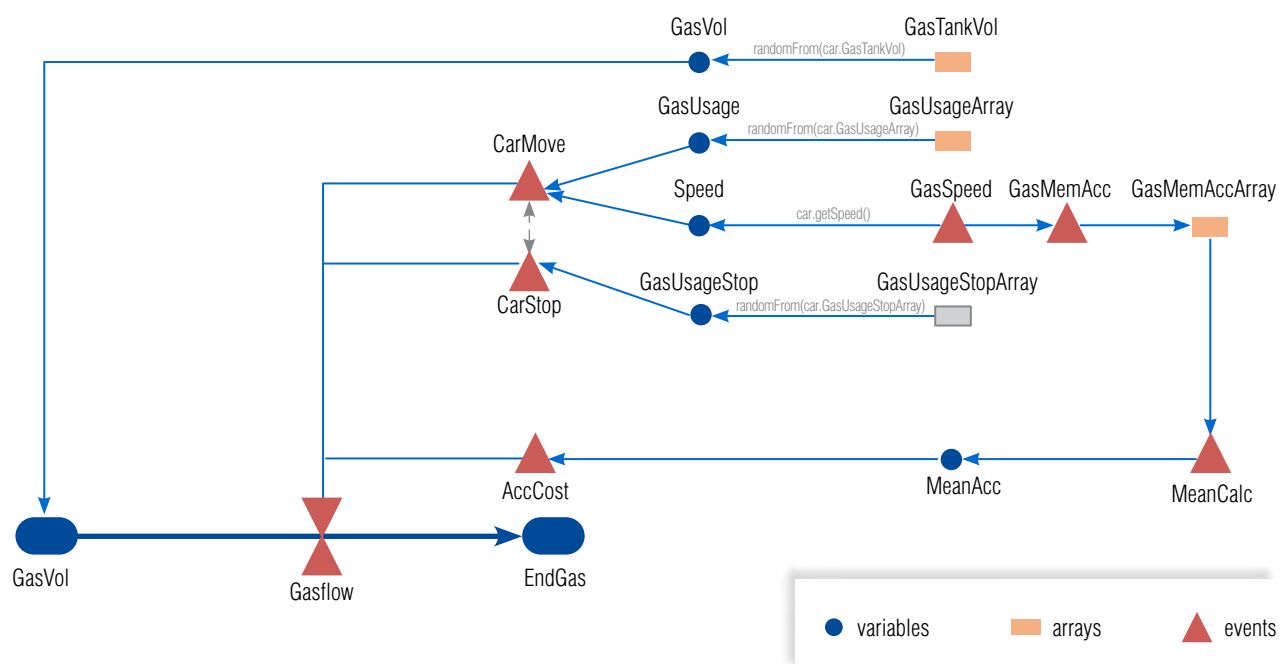 GasVol
GasTankVol
randomFrom(car.GasTankVol)
GasUsage
GasUsageArray
randomFrom(car.GasUsageArray)
CarMove
Speed
GasSpeed
GasMemAcc
GasMemAccArray
car.getSpeed()
CarStop
GasUsageStop
GasUsageStopArray
randomFrom(car.GasUsageStopArray)
AccCost
MeanAcc
MeanCalc
GasVol
Gasflow
EndGas
variables
arrays
events